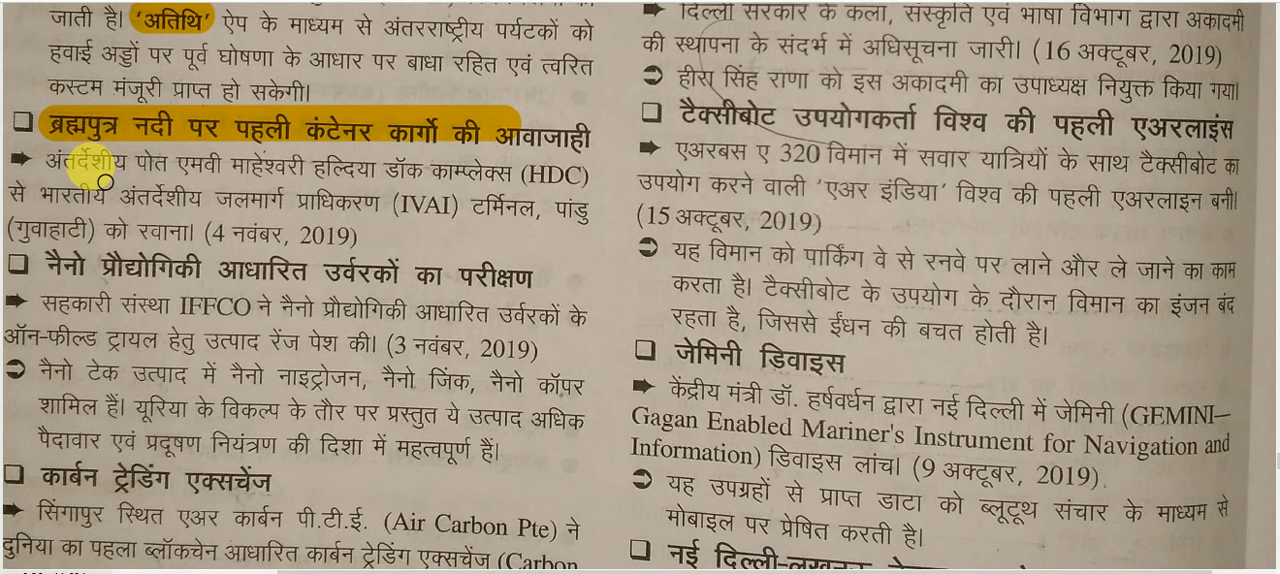 जाती है। 'अतिथि' ऐप के माध्यम से अंतरराष्ट्रीय पर्यटकों को
हवाई अड्डों पर पूर्व घोषणा के आधार पर बाधा रहित एवं त्वरित
कस्टम मंजूरी प्राप्त हो सकेगी।
❑ ब्रह्मपुत्र नदी पर पहली कंटेनर कार्गो की आवाजाही
➡ अंतर्देशीय पोत एमवी माहेश्वरी हल्दिया डॉक काम्प्लेक्स (HDC)
से भारतीय अंतर्देशीय जलमार्ग प्राधिकरण (IVAI) टर्मिनल, पांडु
(गुवाहाटी) को रवाना। (4 नवंबर, 2019)
❑ नैनो प्रौद्योगिकी आधारित उर्वरकों का परीक्षण
➡ सहकारी संस्था IFFCO ने नैनो प्रौद्योगिकी आधारित उर्वरकों के
ऑन-फील्ड ट्रायल हेतु उत्पाद रेंज पेश की। (3 नवंबर, 2019)
➲ नैनो टेक उत्पाद में नैनो नाइट्रोजन, नैनो जिंक, नैनो कॉपर
शामिल हैं। यूरिया के विकल्प के तौर पर प्रस्तुत ये उत्पाद अधिक
पैदावार एवं प्रदूषण नियंत्रण की दिशा में महत्वपूर्ण हैं।
❑ कार्बन ट्रेडिंग एक्सचेंज
➡ सिंगापुर स्थित एअर कार्बन पी.टी.ई. (Air Carbon Pte) ने
दुनिया का पहला ब्लॉकचेन आधारित कार्बन ट्रेडिंग एक्सचेंज (Carbon
➡ दिल्ली सरकार के कला, संस्कृति एवं भाषा विभाग द्वारा अकादमी
की स्थापना के संदर्भ में अधिसूचना जारी। (16 अक्टूबर, 2019)
➲ हीरा सिंह राणा को इस अकादमी का उपाध्यक्ष नियुक्त किया गया।
❑ टैक्सीबोट उपयोगकर्ता विश्व की पहली एअरलाइंस
➡ एअरबस ए 320 विमान में सवार यात्रियों के साथ टैक्सीबोट का
उपयोग करने वाली 'एअर इंडिया' विश्व की पहली एअरलाइन बनी।
(15 अक्टूबर, 2019)
➲ यह विमान को पार्किंग वे से रनवे पर लाने और ले जाने का काम
करता है। टैक्सीबोट के उपयोग के दौरान विमान का इंजन बंद
रहता है, जिससे ईंधन की बचत होती है।
❑ जेमिनी डिवाइस
➡ केंद्रीय मंत्री डॉ. हर्षवर्धन द्वारा नई दिल्ली में जेमिनी (GEMINI–
Gagan Enabled Mariner's Instrument for Navigation and
Information) डिवाइस लांच। (9 अक्टूबर, 2019)
➲ यह उपग्रहों से प्राप्त डाटा को ब्लूटूथ संचार के माध्यम से
मोबाइल पर प्रेषित करती है।
❑ नई दिल्ली-लखनऊ